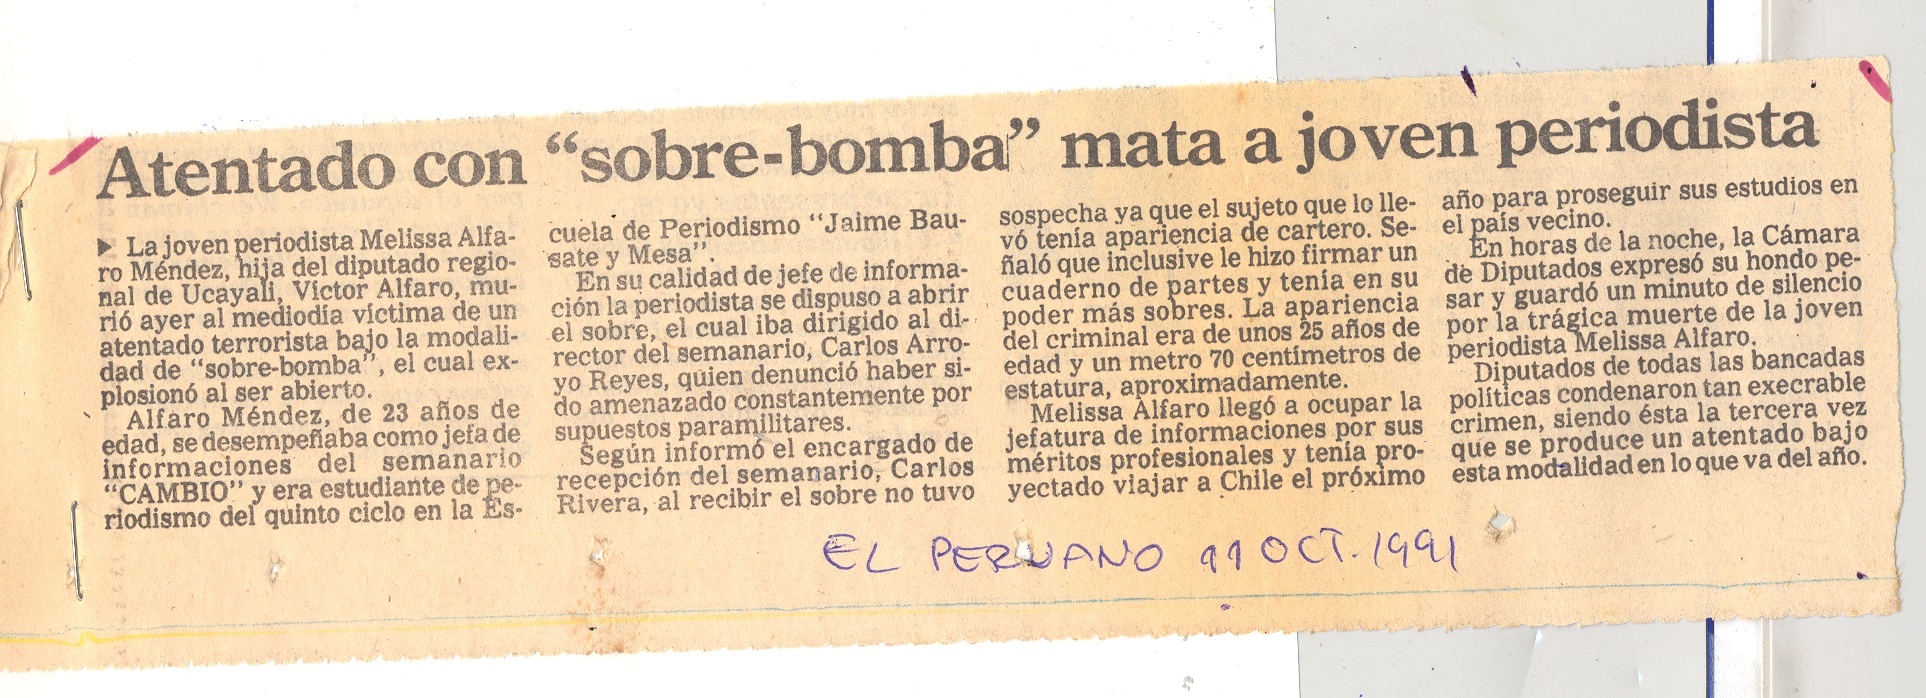 Atentado con “sobre-bomba” mata a joven periodista
▶ La joven periodista Melissa Alfa-
ro Méndez, hija del diputado regio-
nal de Ucayali, Víctor Alfaro, mu-
rió ayer al mediodía víctima de un
atentado terrorista bajo la modali-
dad de “sobre-bomba”, el cual ex-
plosionó al ser abierto.
Alfaro Méndez, de 23 años de
edad, se desempeñaba como jefa de
informaciones del semanario
“CAMBIO” y era estudiante de pe-
riodismo del quinto ciclo en la Es-
cuela de Periodismo “Jaime Bau-
sate y Mesa”.
En su calidad de jefe de informa-
ción la periodista se dispuso a abrir
el sobre, el cual iba dirigido al di-
rector del semanario, Carlos Arro-
yo Reyes, quien denunció haber si-
do amenazado constantemente por
supuestos paramilitares.
Según informó el encargado de
recepción del semanario, Carlos
Rivera, al recibir el sobre no tuvo
sospecha ya que el sujeto que lo lle-
vó tenía apariencia de cartero. Se-
ñaló que inclusive le hizo firmar un
cuaderno de partes y tenía en su
poder más sobres. La apariencia
del criminal era de unos 25 años de
edad y un metro 70 centímetros de
estatura, aproximadamente.
Melissa Alfaro llegó a ocupar la
jefatura de informaciones por sus
méritos profesionales y tenía pro-
yectado viajar a Chile el próximo
año para proseguir sus estudios en
el país vecino.
En horas de la noche, la Cámara
de Diputados expresó su hondo pe-
sar y guardó un minuto de silencio
por la trágica muerte de la joven
periodista Melissa Alfaro.
Diputados de todas las bancadas
políticas condenaron tan execrable
crimen, siendo ésta la tercera vez
que se produce un atentado bajo
esta modalidad en lo que va del año.
EL PERUANO 11 OCT. 1991